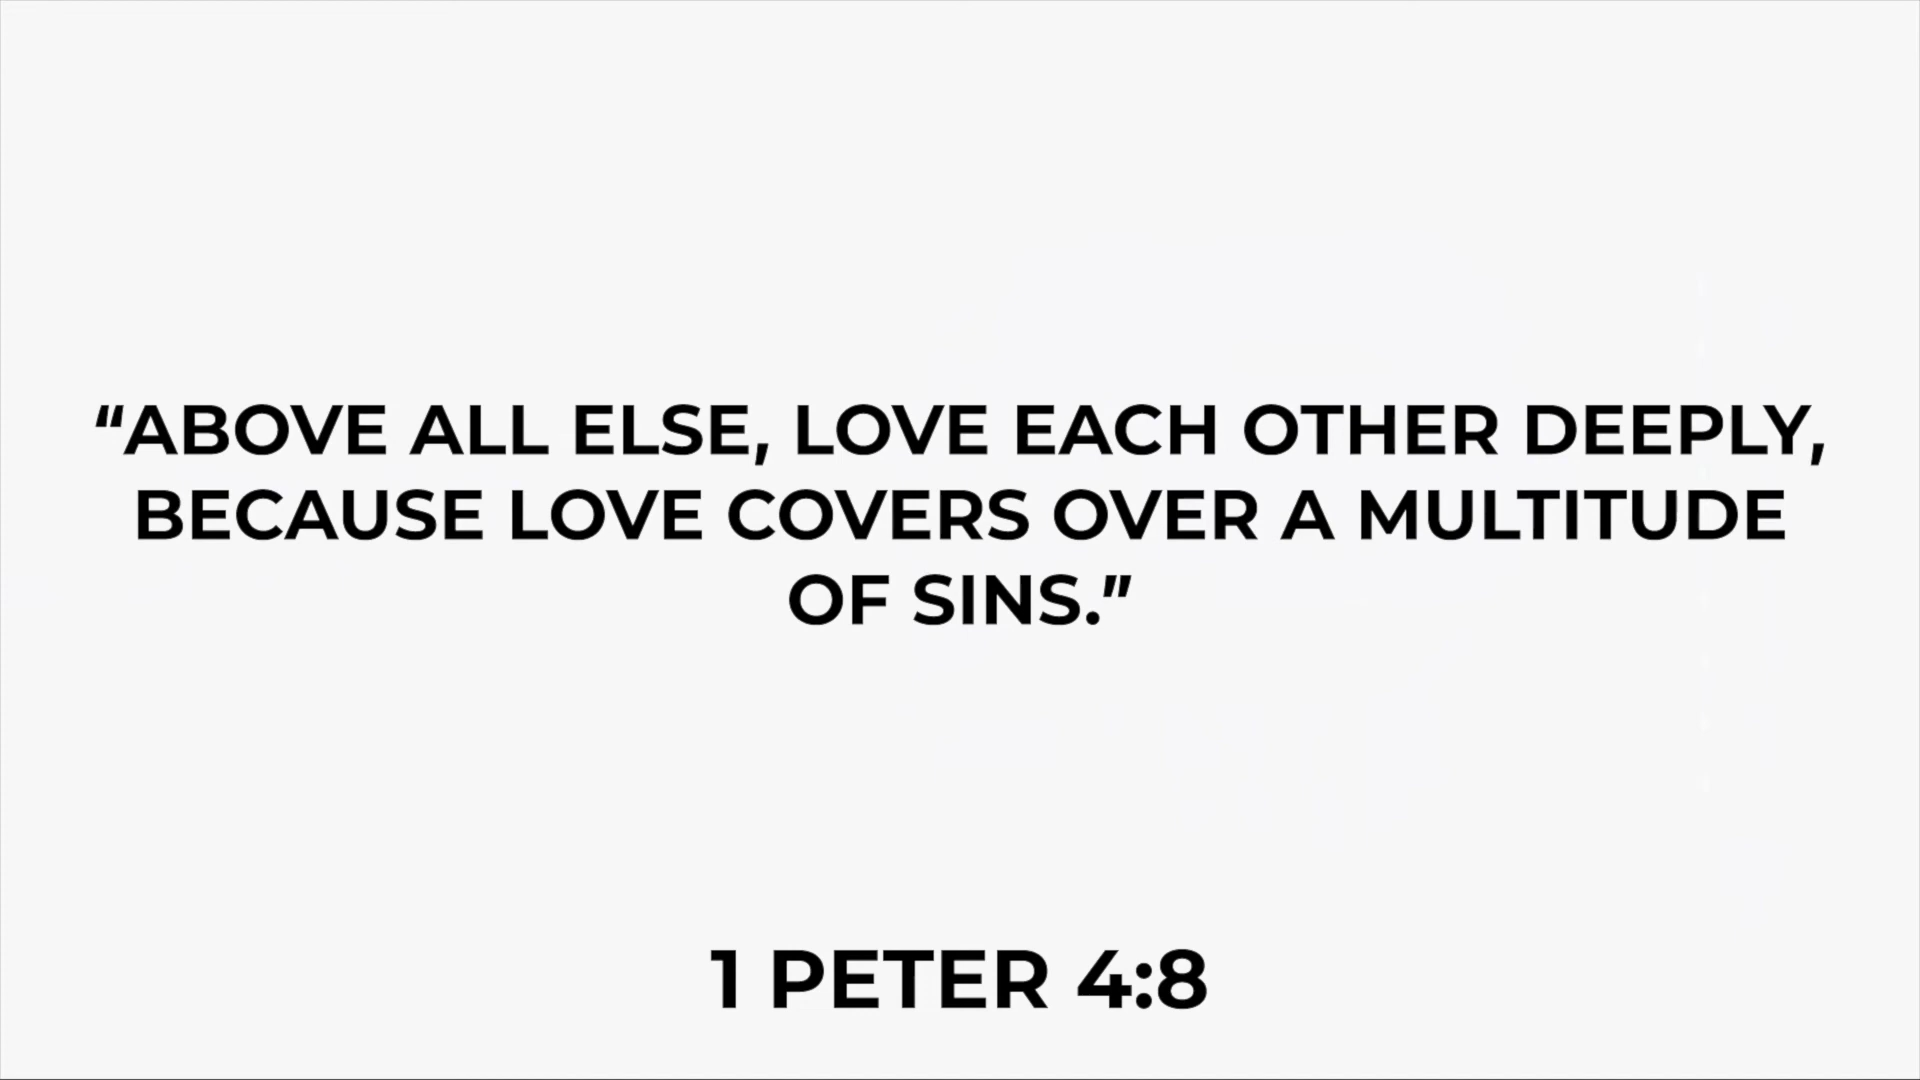 “ABOVE ALL ELSE, LOVE EACH OTHER DEEPLY,
BECAUSE LOVE COVERS OVER A MULTITUDE
OF SINS.”
1 PETER 4:8